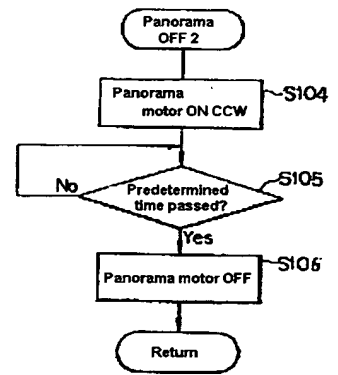 Panorama
OFF 2
Panorama
motor ON CCW
S104
Predetermined
time passed?
S105
No
Yes
Panorama motor OFF
S106
Return